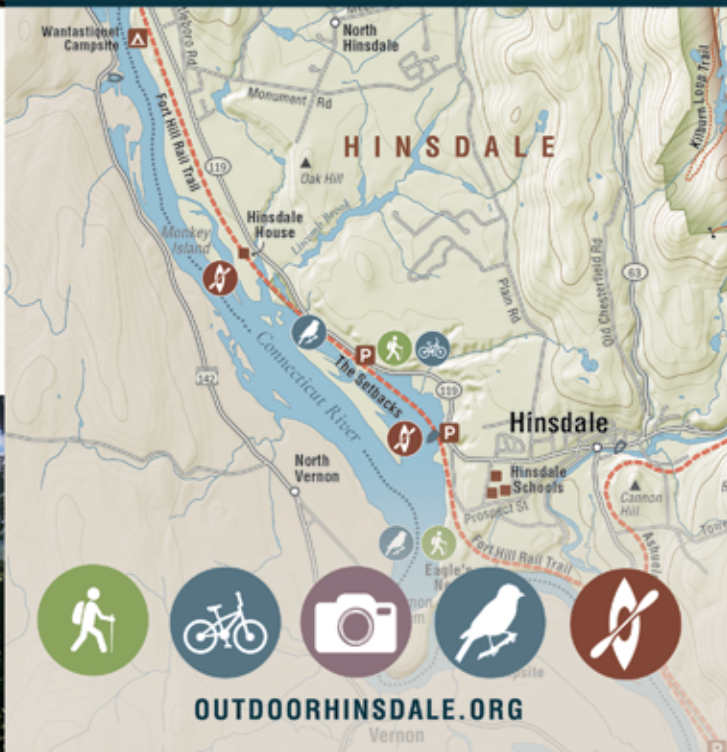 Wantastiquet
Campsite
North
Hinsdale
Monument Rd
Fort Hill Rail Trail
HINSDALE
Kilburn Loop Trail
119
Oak Hill
Hinsdale
House
Liscomb Brook
Monkey
Island
Plain Rd
Old Chesterfield Rd
63
Connecticut River
P
The Setbacks
142
119
P
Hinsdale
North
Vernon
Hinsdale
Schools
Prospect St
Cannon
Hill
Fort Hill Rail Trail
OUTDOORHINSDALE.ORG
Vernon